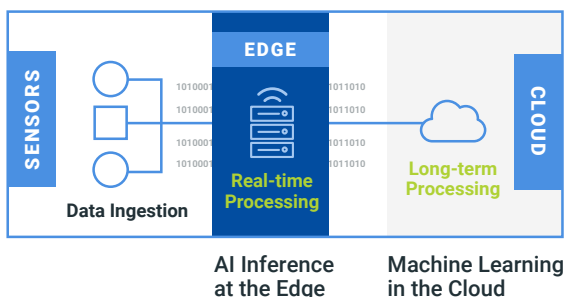 SENSORS
Data Ingestion
1010001
1010001
1010001
1010001
EDGE
Real-time
Processing
1011010
1011010
1011010
1011010
Long-term
Processing
CLOUD
AI Inference
at the Edge
Machine Learning
in the Cloud